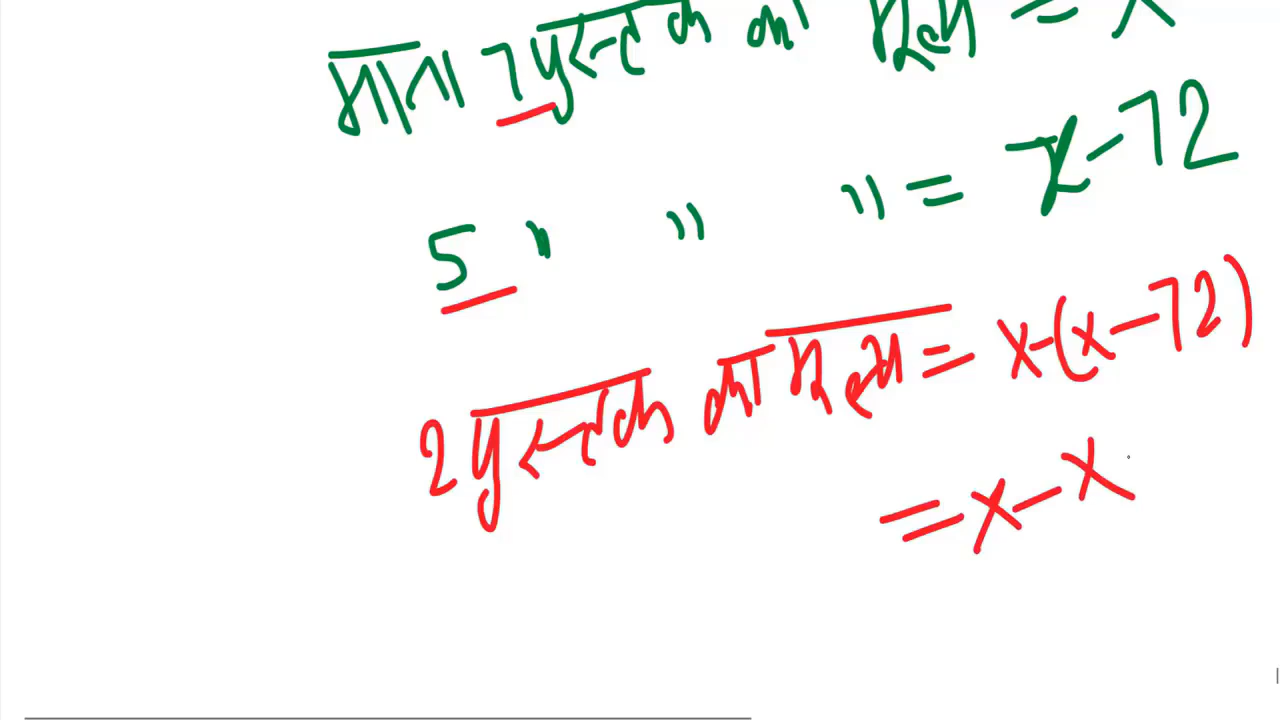 माना 7 पुस्तक का मूल्य = x
5 " " " = x-72
2 पुस्तक का मूल्य = x-(x-72)
= x-x